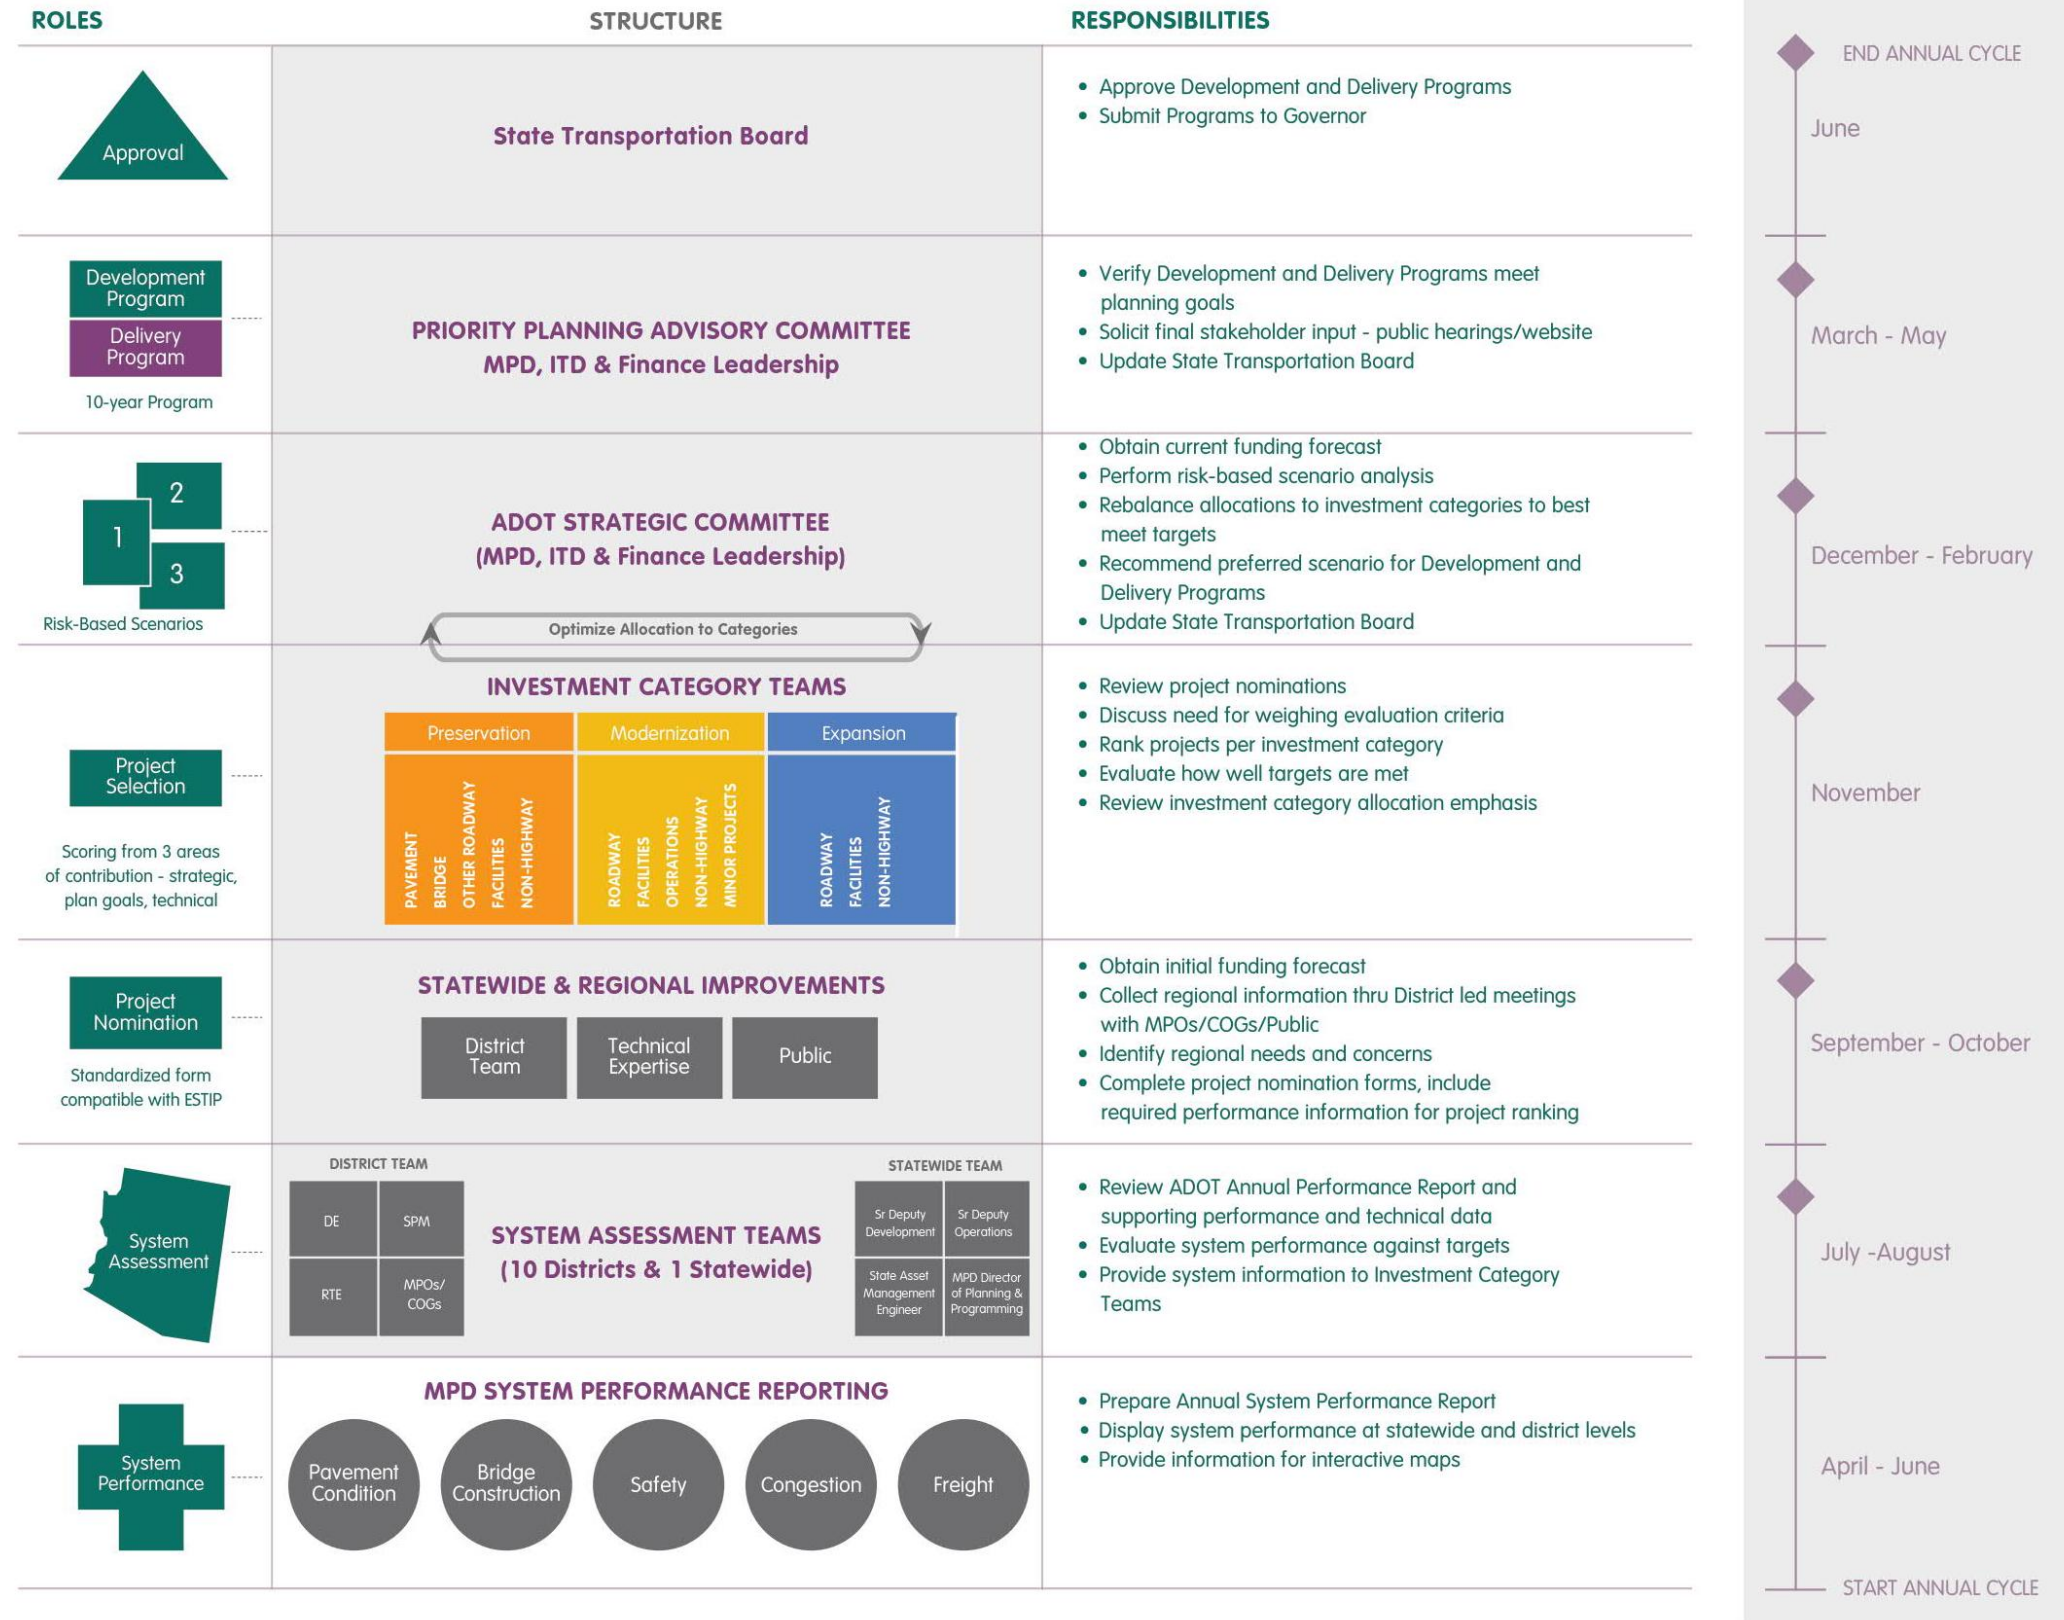 ROLES
STRUCTURE
RESPONSIBILITIES
END ANNUAL CYCLE
Approval
State Transportation Board
• Approve Development and Delivery Programs
• Submit Programs to Governor
June
Development
Program
Delivery
Program
10-year Program
PRIORITY PLANNING ADVISORY COMMITTEE
MPD, ITD & Finance Leadership
• Verify Development and Delivery Programs meet
planning goals
• Solicit final stakeholder input - public hearings/website
• Update State Transportation Board
March - May
2
1
3
Risk-Based Scenarios
ADOT STRATEGIC COMMITTEE
(MPD, ITD & Finance Leadership)
Optimize Allocation to Categories
• Obtain current funding forecast
• Perform risk-based scenario analysis
• Rebalance allocations to investment categories to best
meet targets
• Recommend preferred scenario for Development and
Delivery Programs
• Update State Transportation Board
December - February
Project
Selection
Scoring from 3 areas
of contribution - strategic,
plan goals, technical
INVESTMENT CATEGORY TEAMS
Preservation
PAVEMENT
BRIDGE
OTHER ROADWAY
FACILITIES
NON-HIGHWAY
Modernization
ROADWAY
FACILITIES
OPERATIONS
NON-HIGHWAY
MINOR PROJECTS
Expansion
ROADWAY
FACILITIES
NON-HIGHWAY
• Review project nominations
• Discuss need for weighing evaluation criteria
• Rank projects per investment category
• Evaluate how well targets are met
• Review investment category allocation emphasis
November
Project
Nomination
Standardized form
compatible with ESTIP
STATEWIDE & REGIONAL IMPROVEMENTS
District
Team
Technical
Expertise
Public
• Obtain initial funding forecast
• Collect regional information thru District led meetings
with MPOs/COGs/Public
• Identify regional needs and concerns
• Complete project nomination forms, include
required performance information for project ranking
September - October
System
Assessment
DISTRICT TEAM
DE
SPM
RTE
MPOs/
COGs
SYSTEM ASSESSMENT TEAMS
(10 Districts & 1 Statewide)
STATEWIDE TEAM
Sr Deputy
Development
Sr Deputy
Operations
State Asset
Management
Engineer
MPD Director
of Planning &
Programming
• Review ADOT Annual Performance Report and
supporting performance and technical data
• Evaluate system performance against targets
• Provide system information to Investment Category
Teams
July -August
System
Performance
MPD SYSTEM PERFORMANCE REPORTING
Pavement
Condition
Bridge
Construction
Safety
Congestion
Freight
• Prepare Annual System Performance Report
• Display system performance at statewide and district levels
• Provide information for interactive maps
April - June
START ANNUAL CYCLE